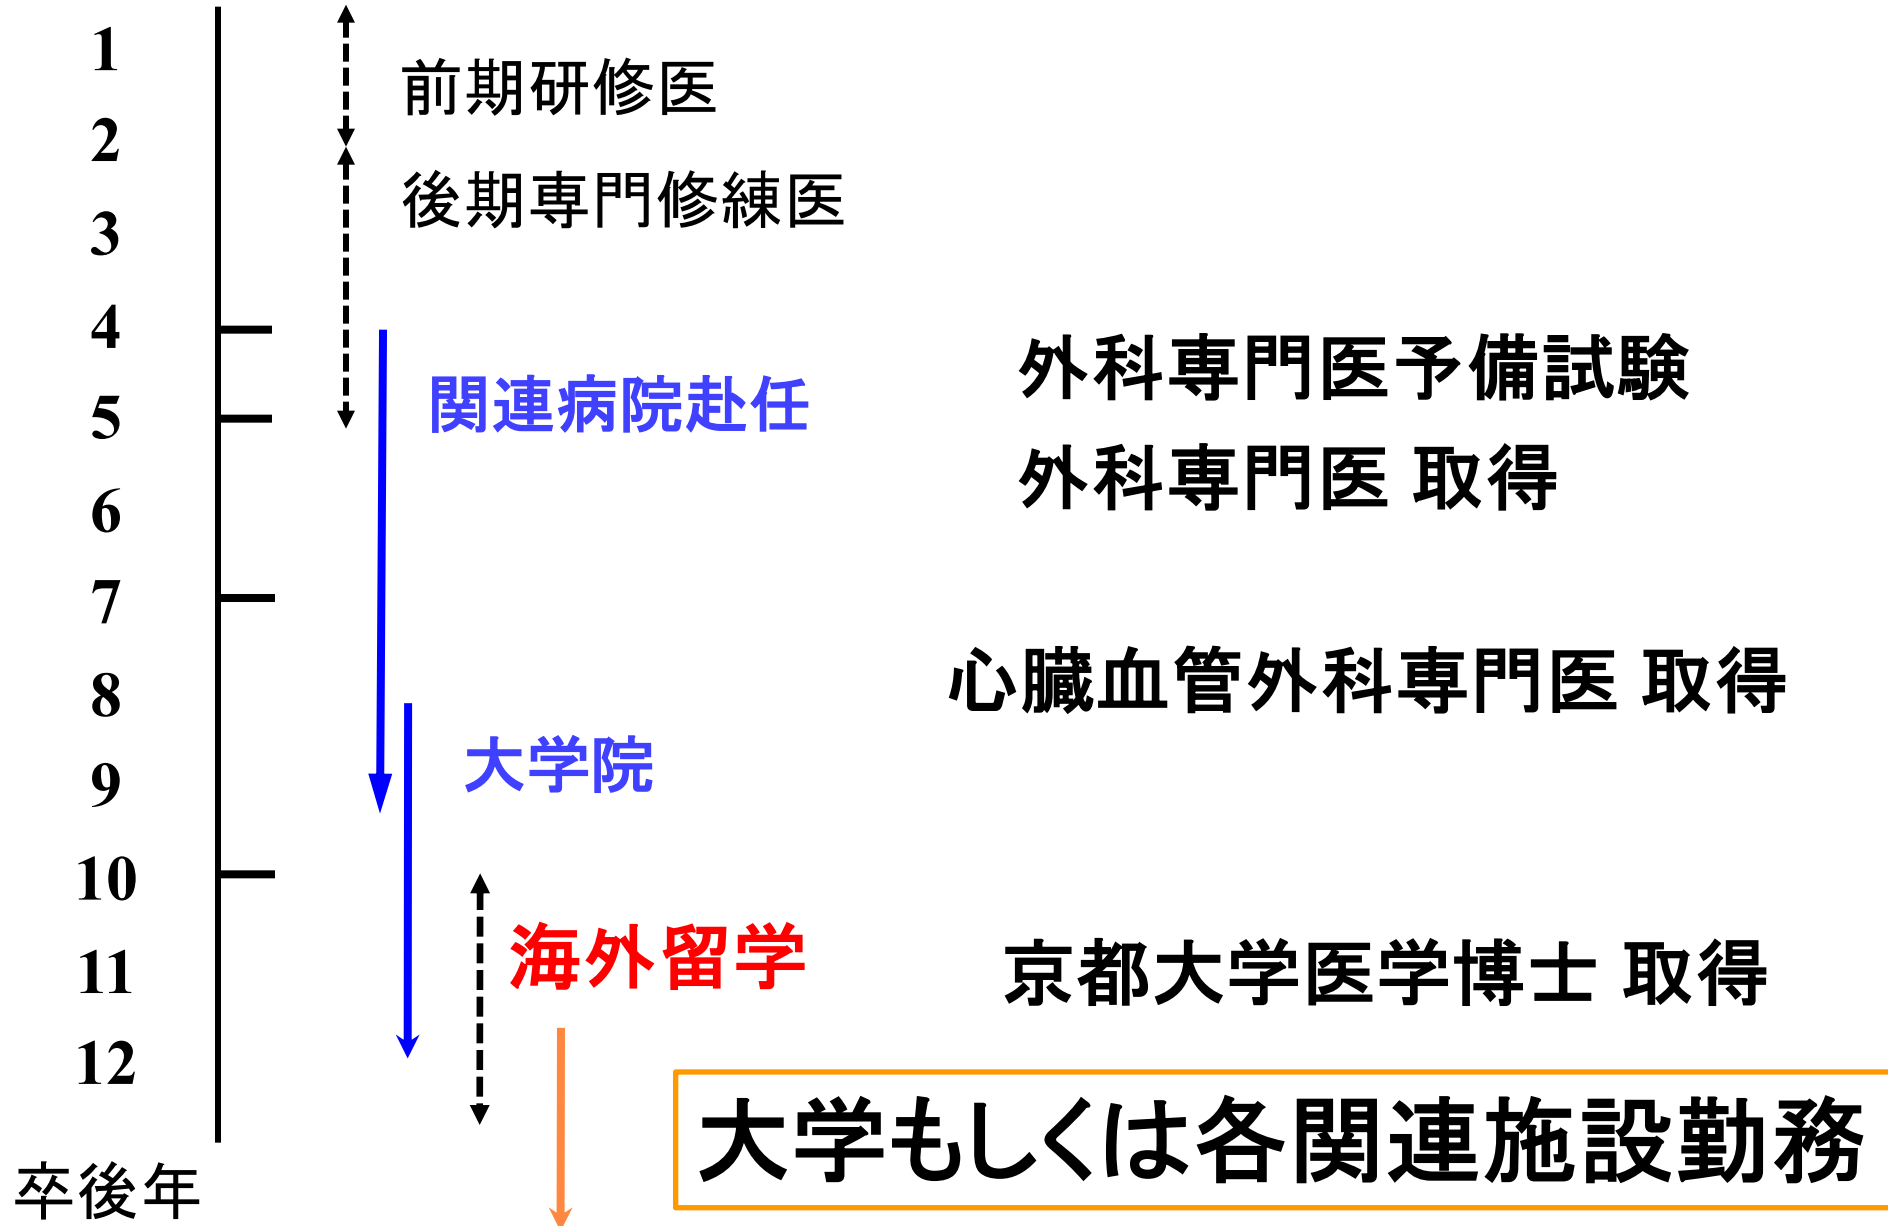 1
前期研修医
2
後期専門修練医
3
4
外科専門医予備試験
関連病院赴任
5
外科専門医 取得
6
7
心臓血管外科専門医 取得
8
大学院
9
10
海外留学
11
京都大学医学博士 取得
12
大学もしくは各関連施設勤務
卒後年